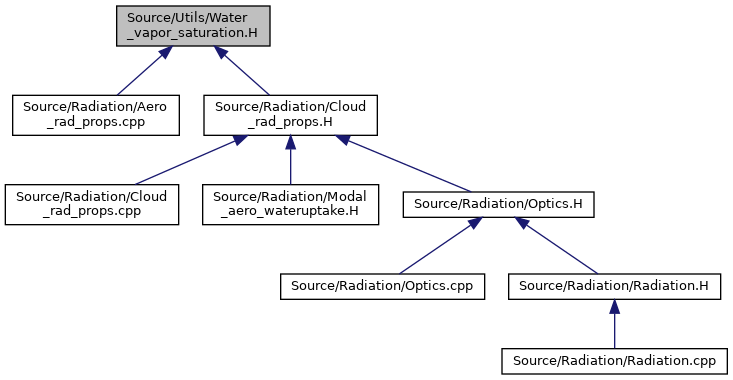 Source/Utils/Water
_vapor_saturation.H
Source/Radiation/Aero
_rad_props.cpp
Source/Radiation/Cloud
_rad_props.H
Source/Radiation/Cloud
_rad_props.cpp
Source/Radiation/Modal
_aero_wateruptake.H
Source/Radiation/Optics.H
Source/Radiation/Optics.cpp
Source/Radiation/Radiation.H
Source/Radiation/Radiation.cpp